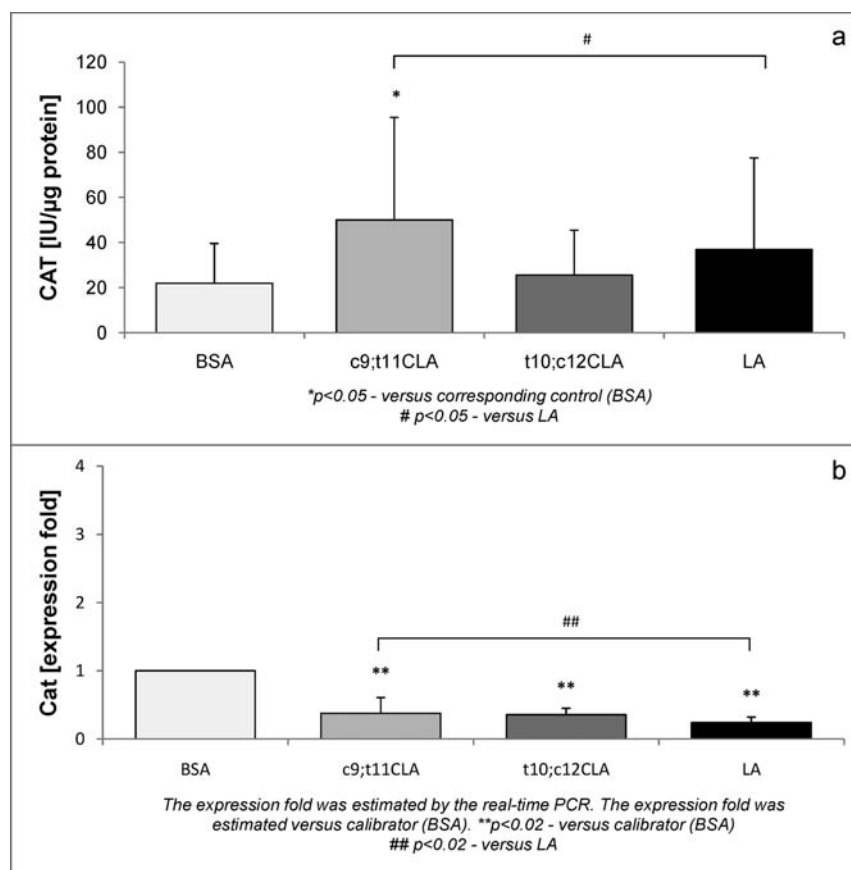 a
#
120
100
80
60
40
20
0
*
CAT [IU/µg protein]
BSA c9;t11CLA t10;c12CLA LA
*p<0.05 - versus corresponding control (BSA)
# p<0.05 - versus LA
b
4
3
2
1
0
##
** ** **
Cat [expression fold]
BSA c9;t11CLA t10;c12CLA LA
The expression fold was estimated by the real-time PCR. The expression fold was
estimated versus calibrator (BSA). **p<0.02 - versus calibrator (BSA)
## p<0.02 - versus LA